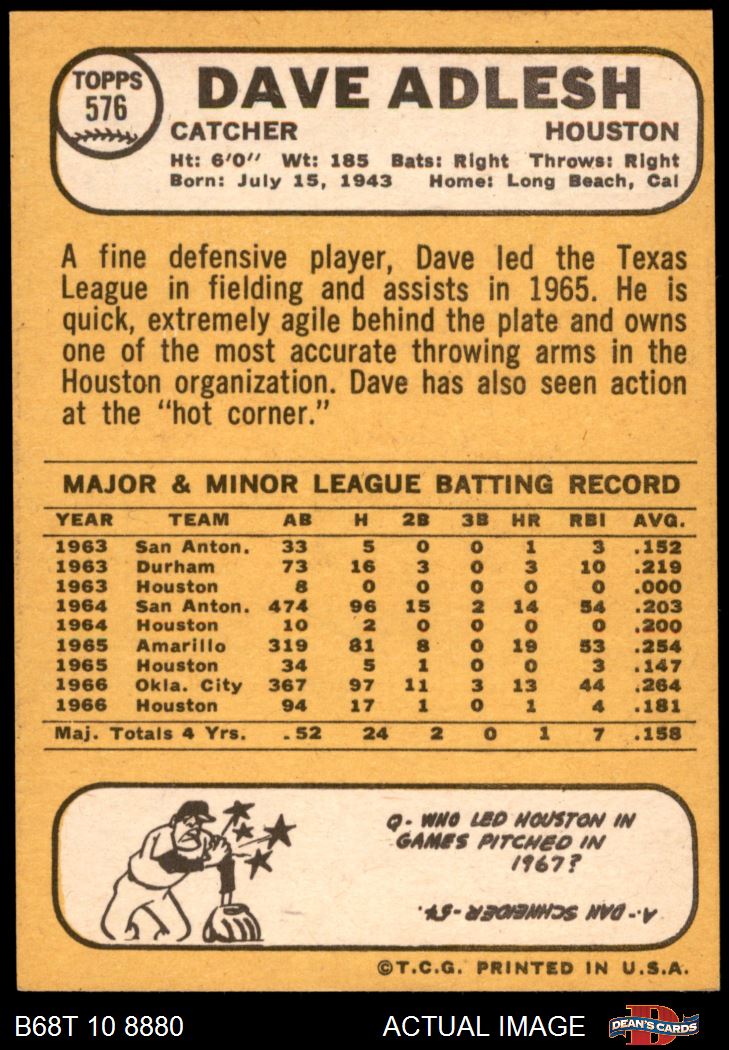 TOPPS
576
DAVE ADLESH
CATCHER HOUSTON
Ht: 6'0" Wt: 185 Bats: Right Throws: Right
Born: July 15, 1943 Home: Long Beach, Cal
A fine defensive player, Dave led the Texas
League in fielding and assists in 1965. He is
quick, extremely agile behind the plate and owns
one of the most accurate throwing arms in the
Houston organization. Dave has also seen action
at the "hot corner."
MAJOR & MINOR LEAGUE BATTING RECORD
YEAR TEAM AB H 2B 3B HR RBI AVG.
1963 San Anton. 33 5 0 0 1 3 .152
1963 Durham 73 16 3 0 3 10 .219
1963 Houston 8 0 0 0 0 0 .000
1964 San Anton. 474 96 15 2 14 54 .203
1964 Houston 10 2 0 0 0 0 .200
1965 Amarillo 319 81 8 0 19 53 .254
1965 Houston 34 5 1 0 0 3 .147
1966 Okla. City 367 97 11 3 13 44 .264
1966 Houston 94 17 1 0 1 4 .181
Maj. Totals 4 Yrs. .52 24 2 0 1 7 .158
Q- WHO LED HOUSTON IN
GAMES PITCHED IN
1967?
A-DAN SCHNEIDER-54.
©T.C.G. PRINTED IN U.S.A.
B68T 10 8880 ACTUAL IMAGE DEAN'S CARDS